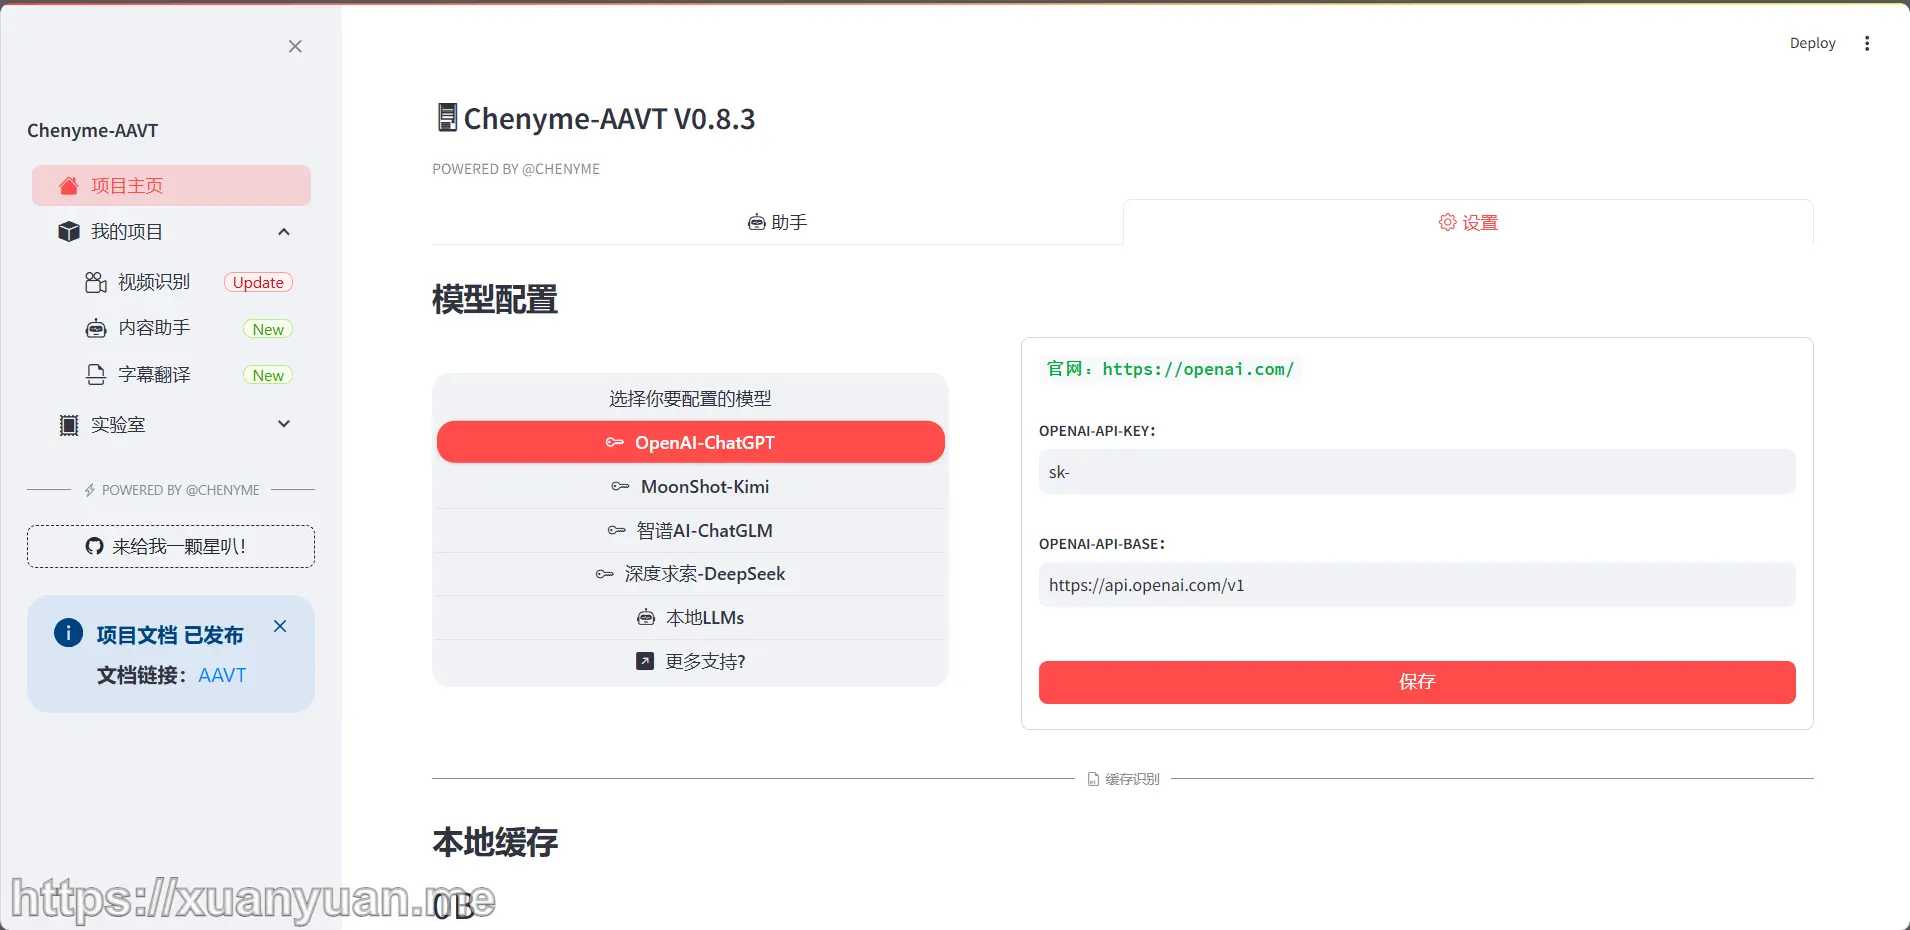 Deploy
Chenyme-AAVT
项目主页
我的项目
视频识别 Update
内容助手 New
字幕翻译 New
实验室
POWERED BY @CHENYME
来给我一颗星叭！
项目文档 已发布
文档链接：AAVT
Chenyme-AAVT V0.8.3
POWERED BY @CHENYME
助手
设置
模型配置
选择你要配置的模型
OpenAI-ChatGPT
MoonShot-Kimi
智谱AI-ChatGLM
深度求索-DeepSeek
本地LLMs
更多支持?
官网：https://openai.com/
OPENAI-API-KEY：
sk-
OPENAI-API-BASE：
https://api.openai.com/v1
保存
缓存识别
本地缓存
0B
https://xuanyuan.me